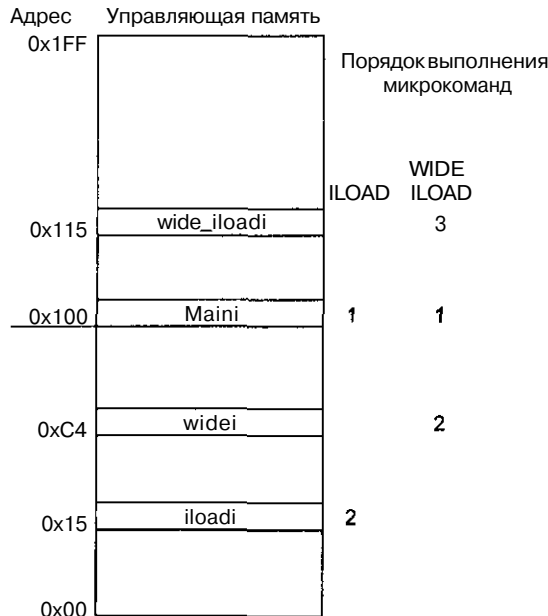 Адрес Управляющая память
0x1FF
Порядок выполнения
микрокоманд
WIDE
ILOAD ILOAD
wide_iloadi 3
0x115
Maini 1 1
0x100
widei 2
0xC4
iloadi 2
0x15
0x00